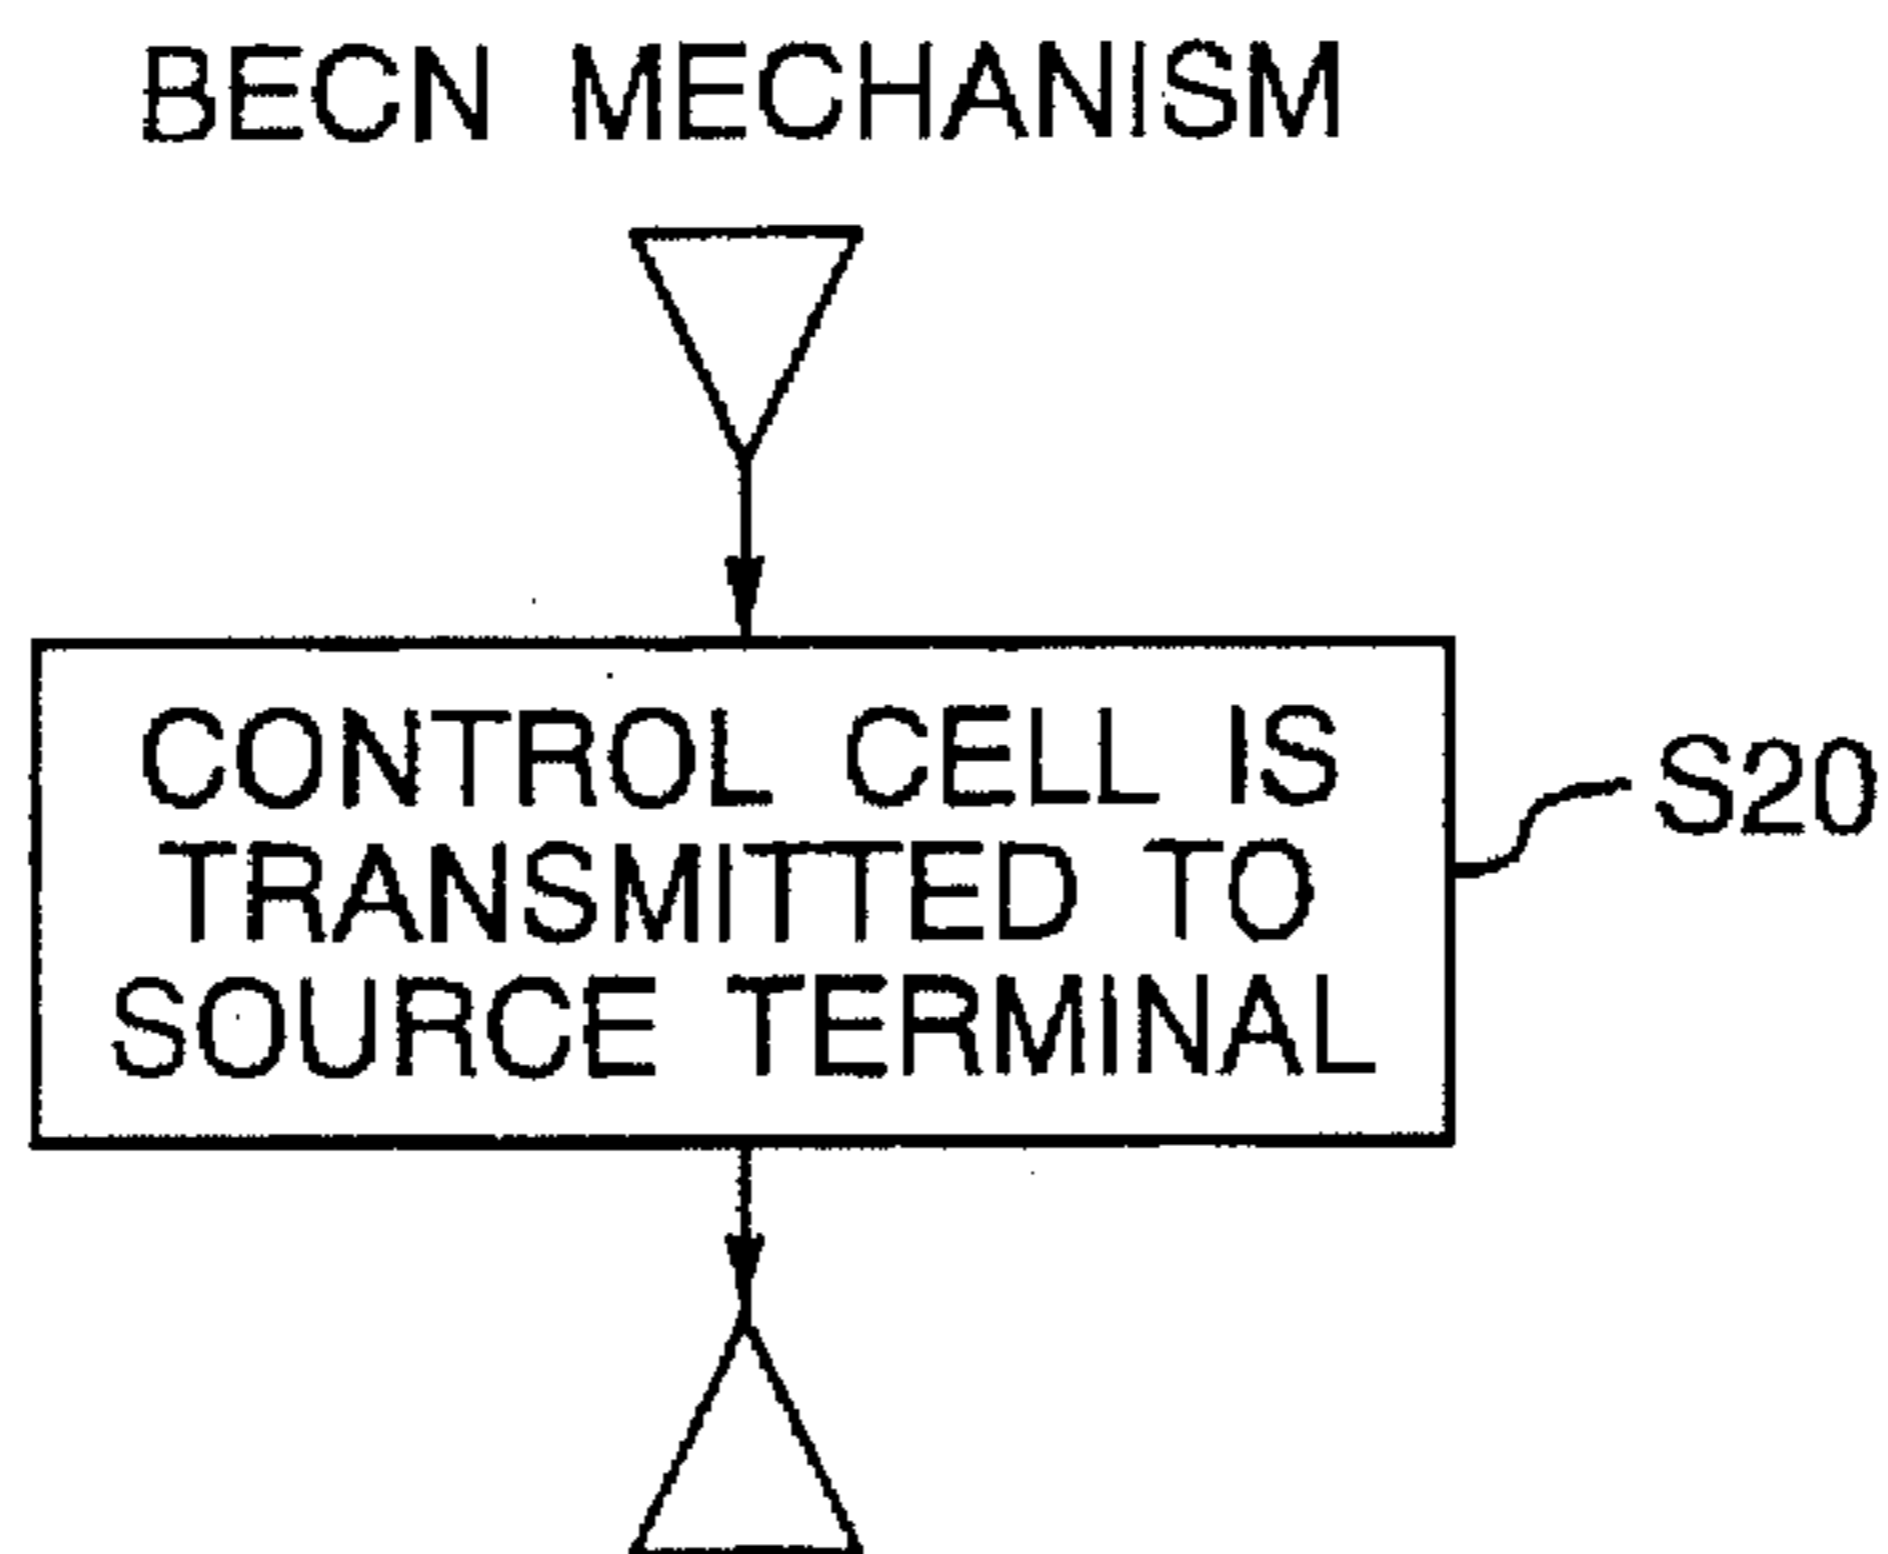 BECN MECHANISM
CONTROL CELL IS
TRANSMITTED TO
SOURCE TERMINAL
S20